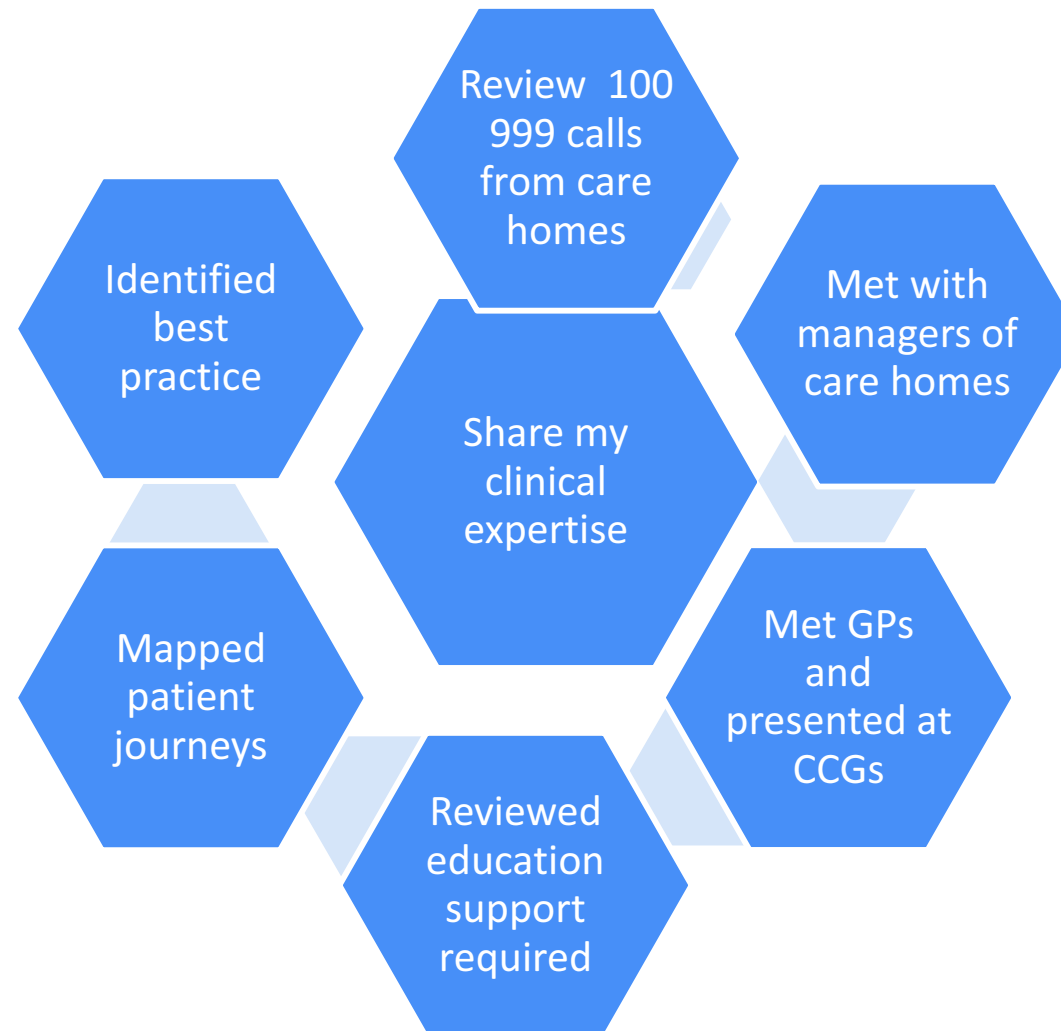 Review 100
999 calls
from care
homes
Met with
managers of
care homes
Met GPs
and
presented at
CCGs
Reviewed
education
support
required
Mapped
patient
journeys
Identified
best
practice
Share my
clinical
expertise